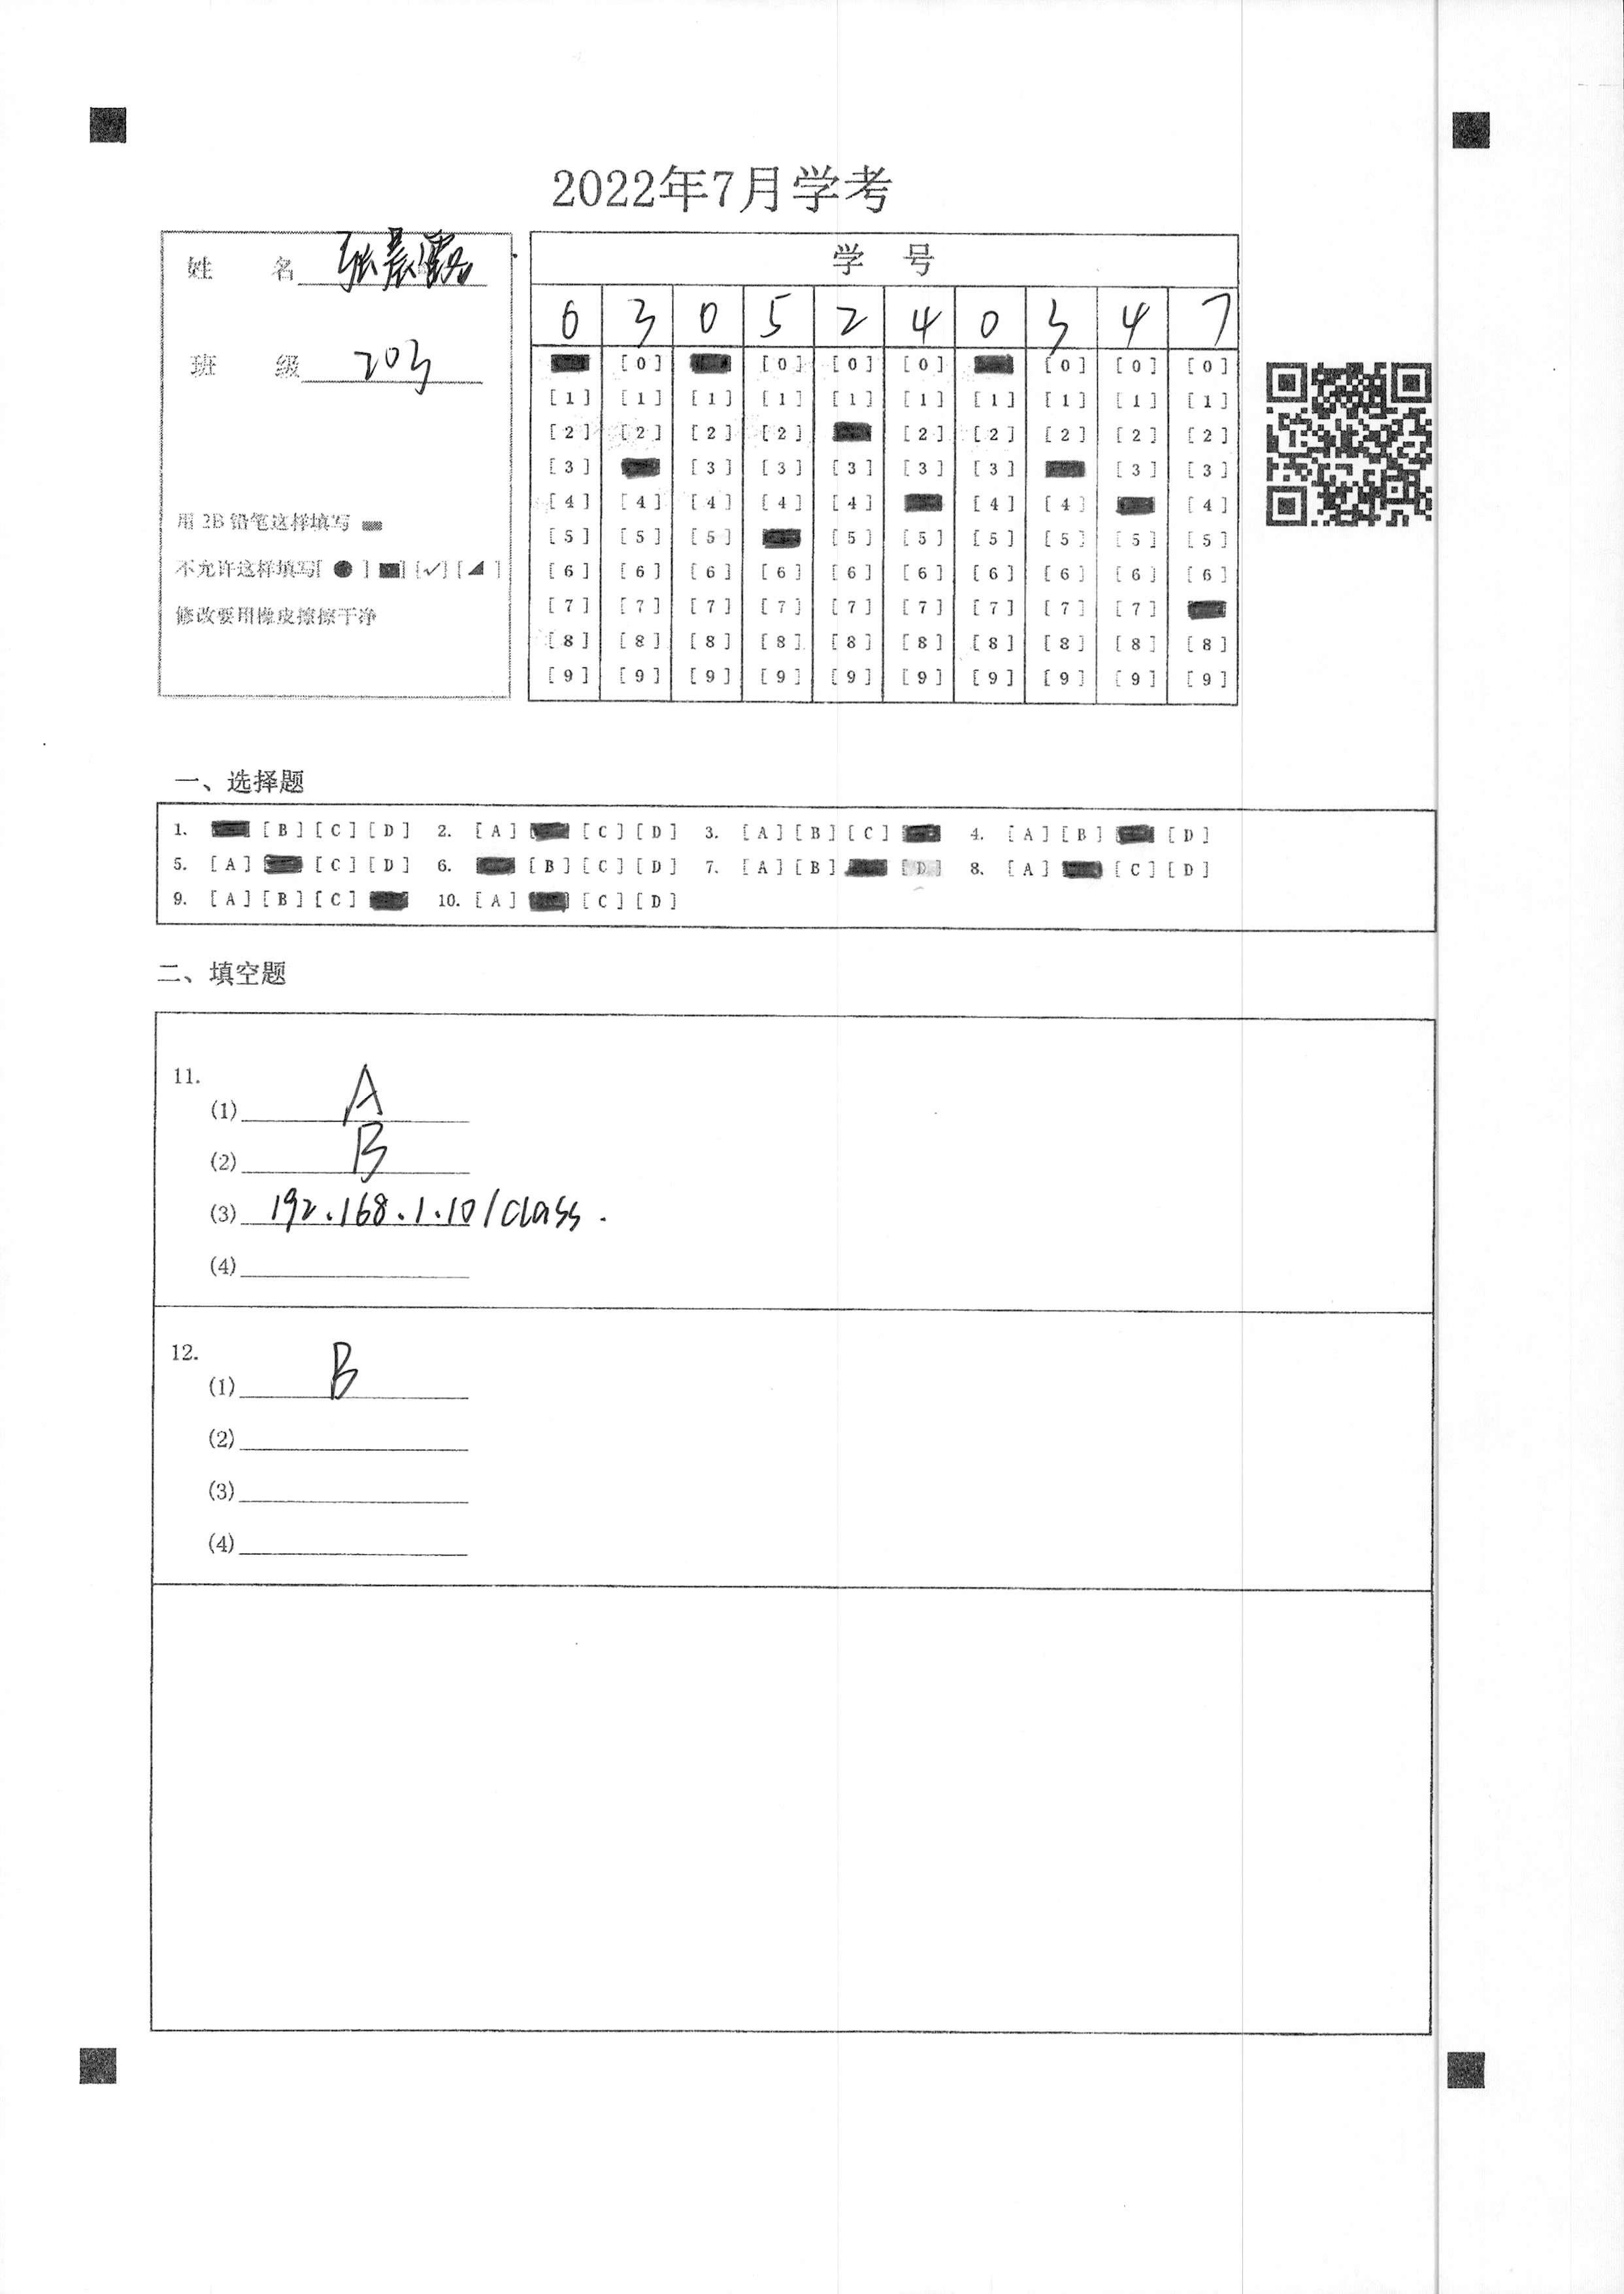 2022年7月学考
姓 名 张晨露
班 级 203
用 2B 铅笔这样填写
不允许这样填写[ ● ] [■] [✓] [◢ ]
修改要用橡皮擦擦干净
学 号
0 3 0 5 2 4 0 3 4 7
[0] [0] [0] [0] [0] [0] [0]
[1] [1] [1] [1] [1] [1] [1] [1] [1] [1]
[2] [2] [2] [2] [2] [2] [2] [2] [2]
[3] [3] [3] [3] [3] [3] [3] [3]
[4] [4] [4] [4] [4] [4] [4] [4]
[5] [5] [5] [5] [5] [5] [5] [5] [5]
[6] [6] [6] [6] [6] [6] [6] [6] [6] [6]
[7] [7] [7] [7] [7] [7] [7] [7] [7]
[8] [8] [8] [8] [8] [8] [8] [8] [8] [8]
[9] [9] [9] [9] [9] [9] [9] [9] [9] [9]
一、选择题
1. [B] [C] [D] 2. [A] [C] [D] 3. [A] [B] [C] 4. [A] [B] [D]
5. [A] [C] [D] 6. [B] [C] [D] 7. [A] [B] [D] 8. [A] [C] [D]
9. [A] [B] [C] 10. [A] [C] [D]
二、填空题
11.
(1) A
(2) B
(3) 192.168.1.10/class.
(4)
12.
(1) B
(2)
(3)
(4)